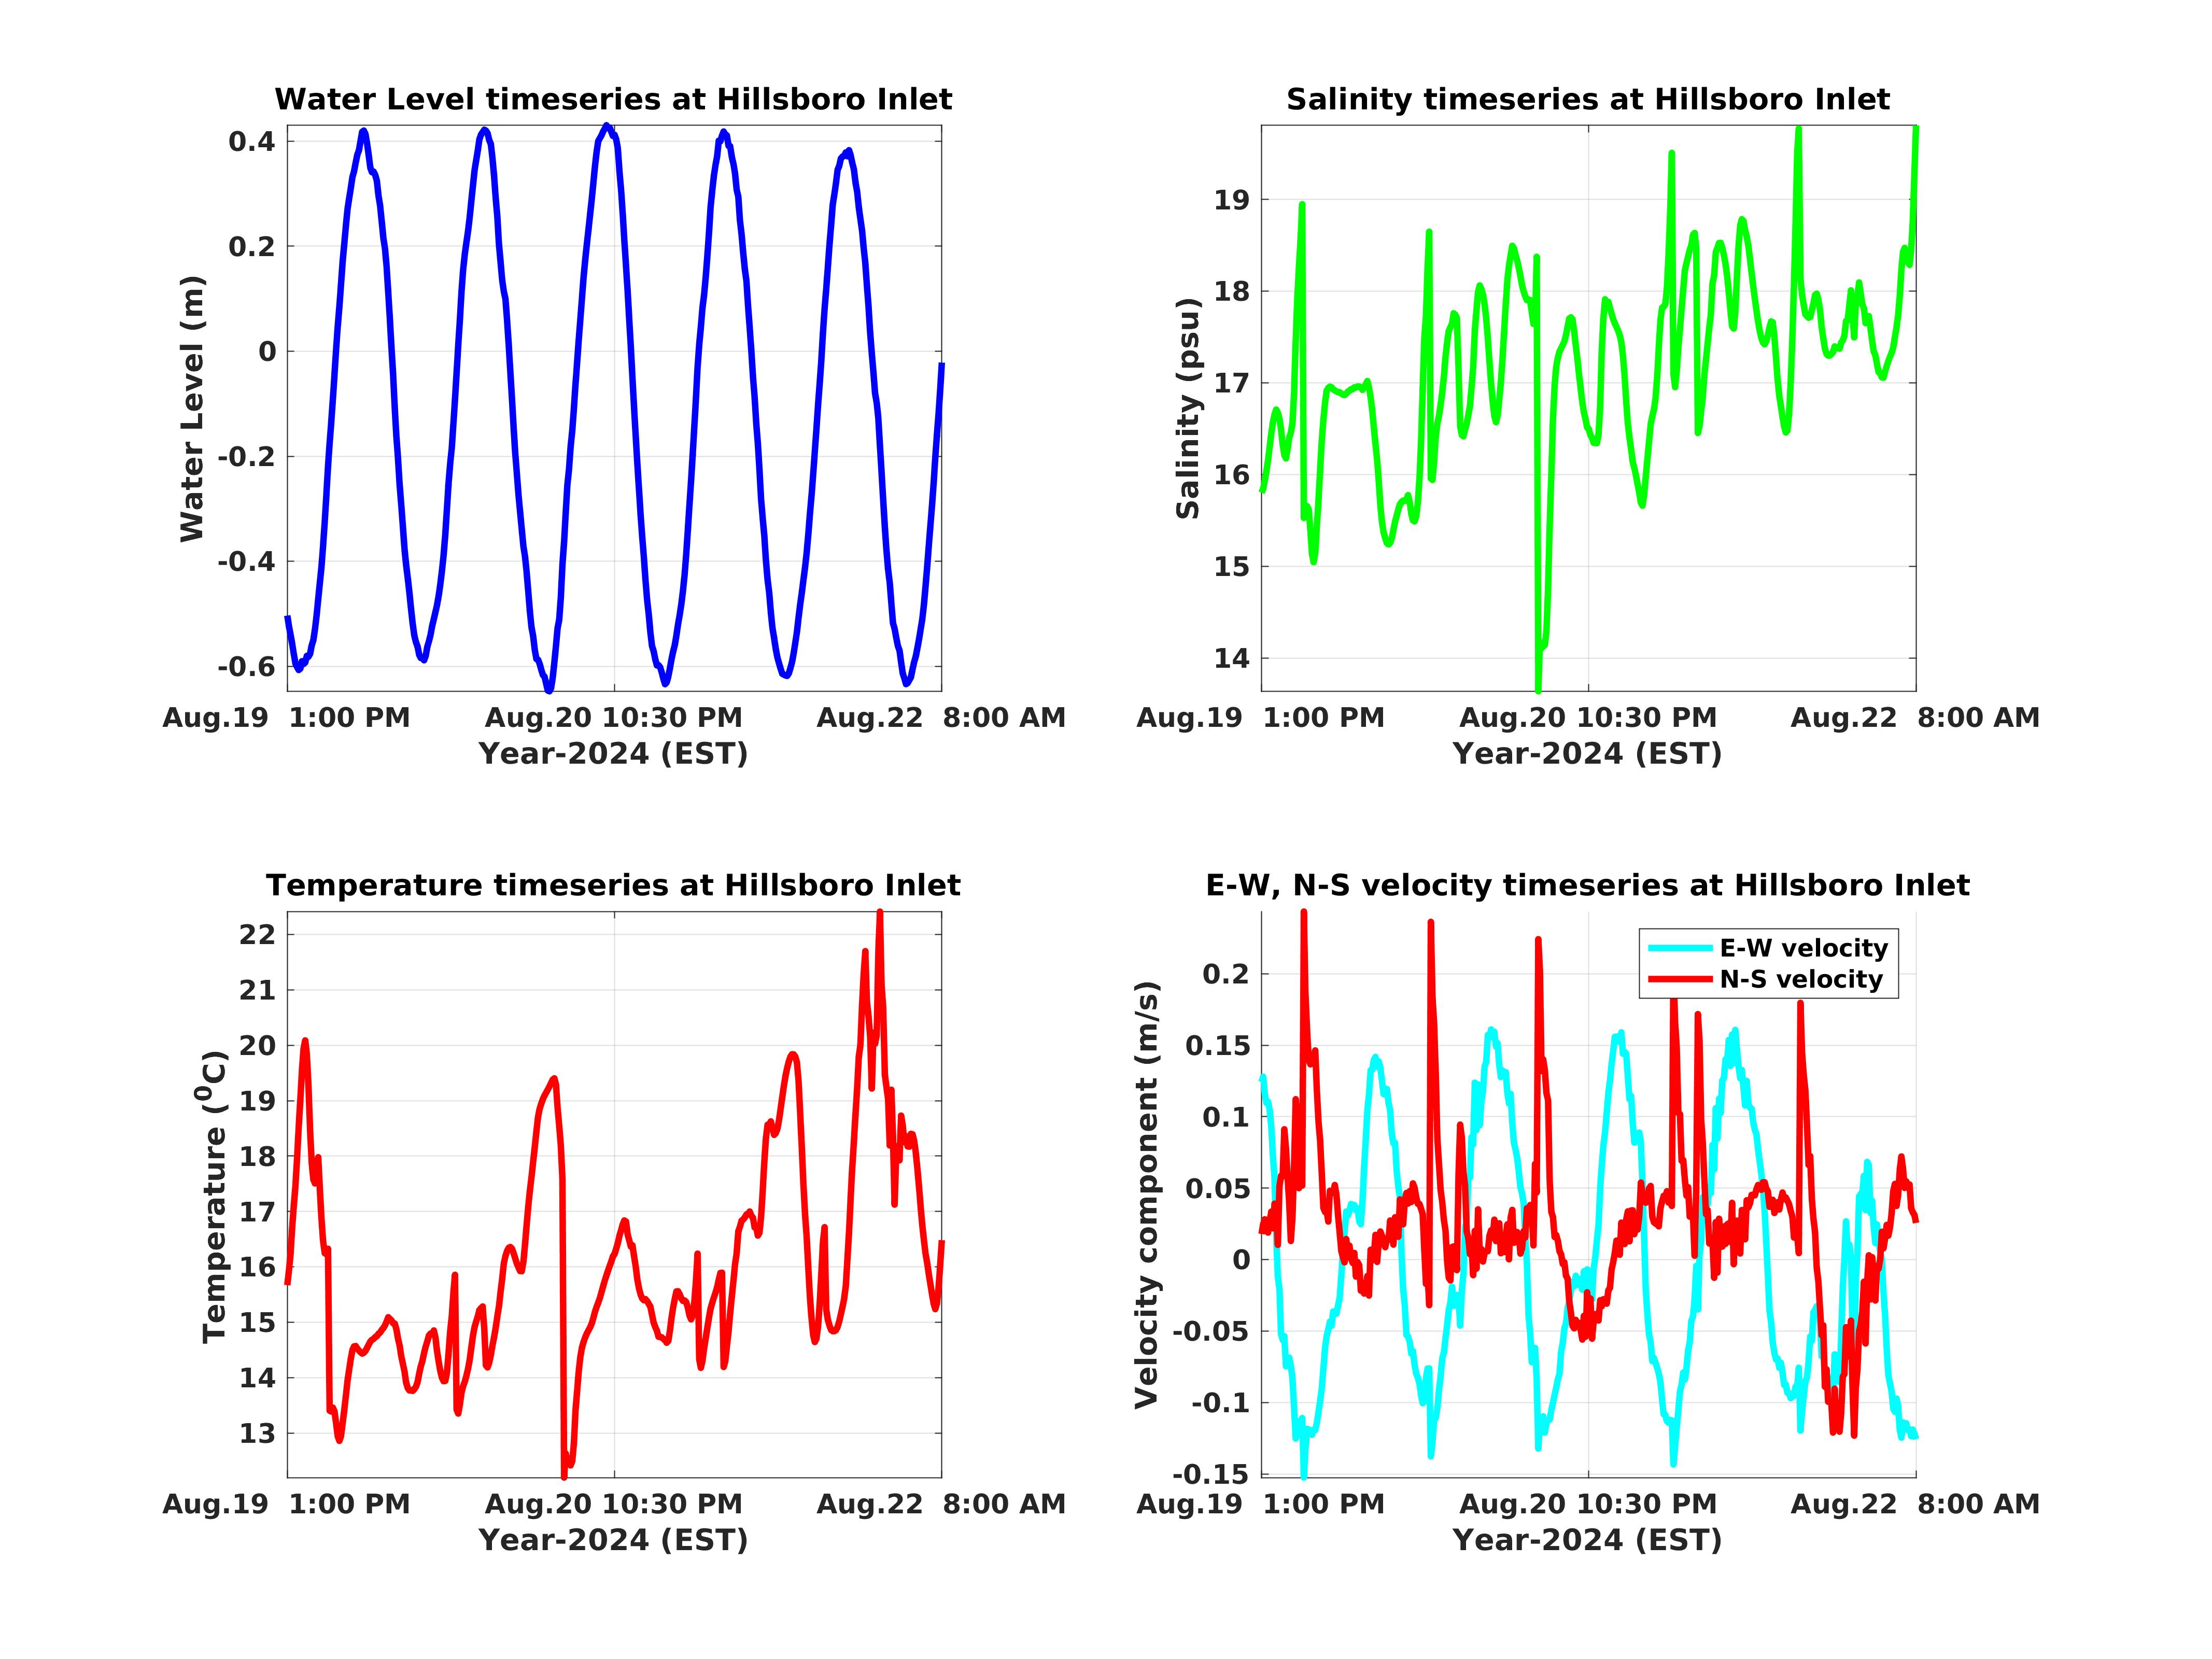 Water Level timeseries at Hillsboro Inlet
Water Level (m)
0.4
0.2
0
-0.2
-0.4
-0.6
Aug.19 1:00 PM
Aug.20 10:30 PM
Aug.22 8:00 AM
Year-2024 (EST)
Salinity timeseries at Hillsboro Inlet
Salinity (psu)
19
18
17
16
15
14
Aug.19 1:00 PM
Aug.20 10:30 PM
Aug.22 8:00 AM
Year-2024 (EST)
Temperature timeseries at Hillsboro Inlet
Temperature (⁰C)
22
21
20
19
18
17
16
15
14
13
Aug.19 1:00 PM
Aug.20 10:30 PM
Aug.22 8:00 AM
Year-2024 (EST)
E-W, N-S velocity timeseries at Hillsboro Inlet
E-W velocity
N-S velocity
Velocity component (m/s)
0.2
0.15
0.1
0.05
0
-0.05
-0.1
-0.15
Aug.19 1:00 PM
Aug.20 10:30 PM
Aug.22 8:00 AM
Year-2024 (EST)